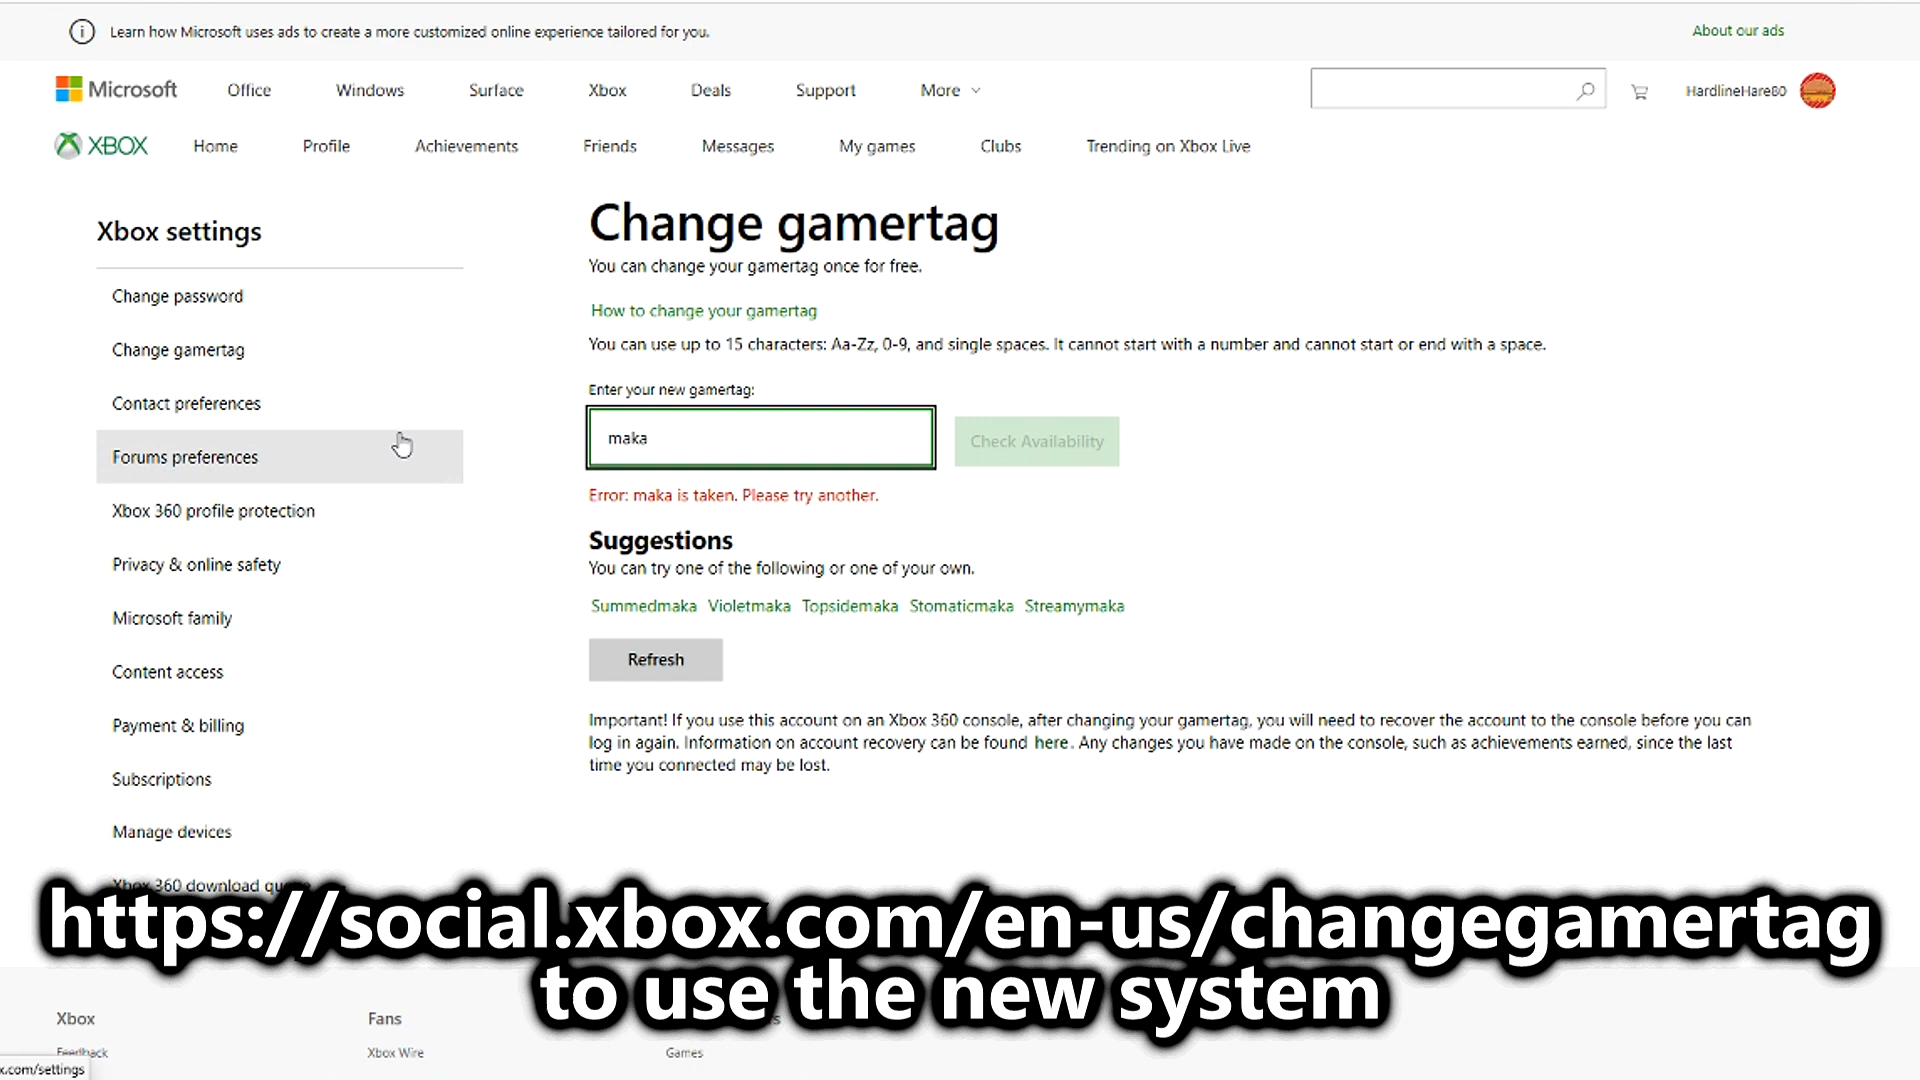 Learn how Microsoft uses ads to create a more customized online experience tailored for you.
About our ads
Microsoft Office Windows Surface Xbox Deals Support More HardlineHare80
XBOX Home Profile Achievements Friends Messages My games Clubs Trending on Xbox Live
Xbox settings
Change password
Change gamertag
Contact preferences
Forums preferences
Xbox 360 profile protection
Privacy & online safety
Microsoft family
Content access
Payment & billing
Subscriptions
Manage devices
Xbox 360 download
Change gamertag
You can change your gamertag once for free.
How to change your gamertag
You can use up to 15 characters: Aa-Zz, 0-9, and single spaces. It cannot start with a number and cannot start or end with a space.
Enter your new gamertag:
maka
Check Availability
Error: maka is taken. Please try another.
Suggestions
You can try one of the following or one of your own.
Summedmaka Violetmaka Topsidemaka Stomaticmaka Streamymaka
Refresh
Important! If you use this account on an Xbox 360 console, after changing your gamertag, you will need to recover the account to the console before you can
log in again. Information on account recovery can be found here. Any changes you have made on the console, such as achievements earned, since the last
time you connected may be lost.
https://social.xbox.com/en-us/changegamertag
to use the new system
Xbox
Feedback
Fans
Xbox Wire
Games
x.com/settings